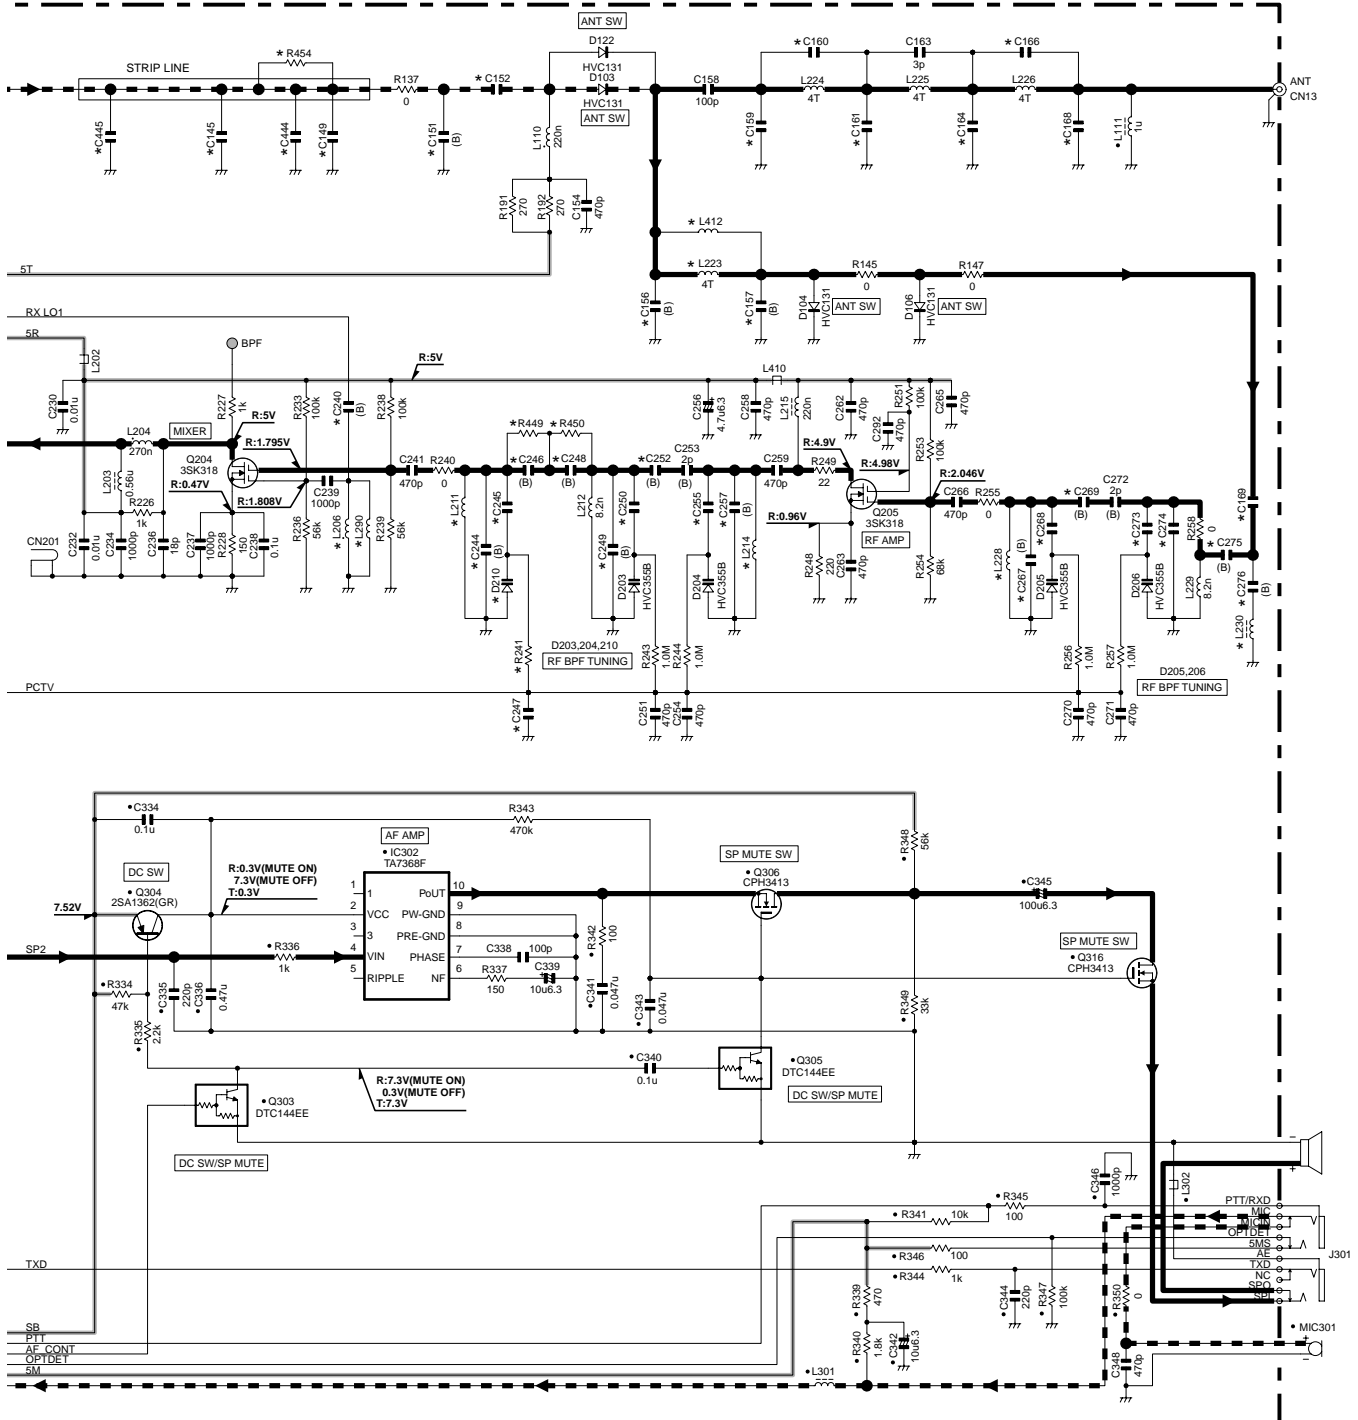 ANT SW
D122
HVC131
D103
HVC131
ANT SW
* R454
STRIP LINE
R137
0
* C152
C158
100p
* C160
C163
3p
* C166
L224
4T
L225
4T
L226
4T
ANT
CN13
* C445
* C145
* C444
* C149
* C151
(B)
L110
220n
* C159
* C161
* C164
* C168
• L111
1u
R191
270
R192
270
C154
470p
* L412
* L223
4T
5T
R145
0
R147
0
* C156
(B)
* C157
(B)
D104
HVC131
ANT SW
D106
HVC131
ANT SW
RX LO1
5R
L202
BPF
R:5V
L410
C230
0.01u
R227
1k
R233
100k
* C240
(B)
R238
100k
C256
4.7u6.3
C258
470p
L215
220n
C262
470p
R251
100k
C292
470p
C265
470p
R253
100k
L204
270n
MIXER
R:5V
R:1.795V
Q204
3SK318
R:0.47V
R:1.808V
C239
1000p
C241
470p
R240
0
* R449
* R450
* C246
(B)
* C248
(B)
* C252
(B)
C253
2p
(B)
C259
470p
R:4.9V
R249
22
R:4.98V
R:2.046V
C266
470p
R255
0
* C269
(B)
C272
2p
(B)
* C169
L203
0.56u
R226
1k
CN201
C232
0.01u
C234
1000p
C236
18p
C237
1000p
R228
150
C238
0.1u
R236
56k
* L206
* L290
R239
56k
* L211
* C244
* C245
* D210
L212
8.2n
* C249
(B)
* C250
D203
HVC355B
* C255
D204
HVC355B
* C257
(B)
* L214
R:0.96V
Q205
3SK318
RF AMP
R248
220
C263
470p
R254
68k
* L228
* C267
(B)
* C268
D205
HVC355B
* C273
* C274
D206
HVC355B
R258
0
* C275
(B)
L229
8.2n
* C276
(B)
* L230
* R241
D203,204,210
RF BPF TUNING
R243
1.0M
R244
1.0M
R256
1.0M
R257
1.0M
D205,206
RF BPF TUNING
PCTV
* C247
C251
470p
C254
470p
C270
470p
C271
470p
• C334
0.1u
R343
470k
AF AMP
• IC302
TA7368F
DC SW
• Q304
2SA1362(GR)
R:0.3V(MUTE ON)
7.3V(MUTE OFF)
T:0.3V
7.52V
1
1
2
VCC
3
3
4
VIN
5
RIPPLE
PoUT
10
PW-GND
9
PRE-GND
8
PHASE
7
NF
6
SP MUTE SW
• Q306
CPH3413
• R348
56k
• C345
100u6.3
SP2
• R336
1k
C338
100p
R337
150
C339
10u6.3
• R342
100
• C341
0.047u
• C343
0.047u
• R349
33k
SP MUTE SW
• Q316
CPH3413
• R334
47k
• C335
220p
• C336
0.47u
• R335
2.2k
• Q303
DTC144EE
DC SW/SP MUTE
R:7.3V(MUTE ON)
0.3V(MUTE OFF)
T:7.3V
• C340
0.1u
• Q305
DTC144EE
DC SW/SP MUTE
−
+
• C346
1000p
• L302
• R345
100
• R341
10k
• R346
100
• R344
1k
PTT/RXD
MIC
MICIN
OPTDET
5MS
AE
TXD
NC
SPO
SPI
J301
TXD
• R339
470
• C344
220p
• R347
100k
• R350
0
SB
PTT
AF CONT
OPTDET
5M
• R340
1.8k
• C342
10u6.3
• L301
C348
470p
• MIC301
+
−